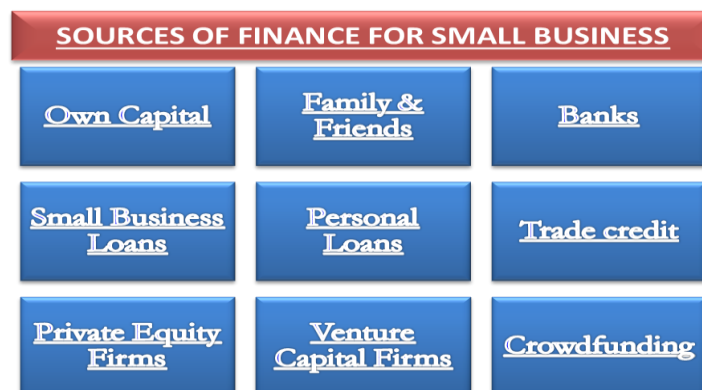 SOURCES OF FINANCE FOR SMALL BUSINESS
Own Capital
Family &
Friends
Banks
Small Business
Loans
Personal
Loans
Trade credit
Private Equity
Firms
Venture
Capital Firms
Crowdfunding